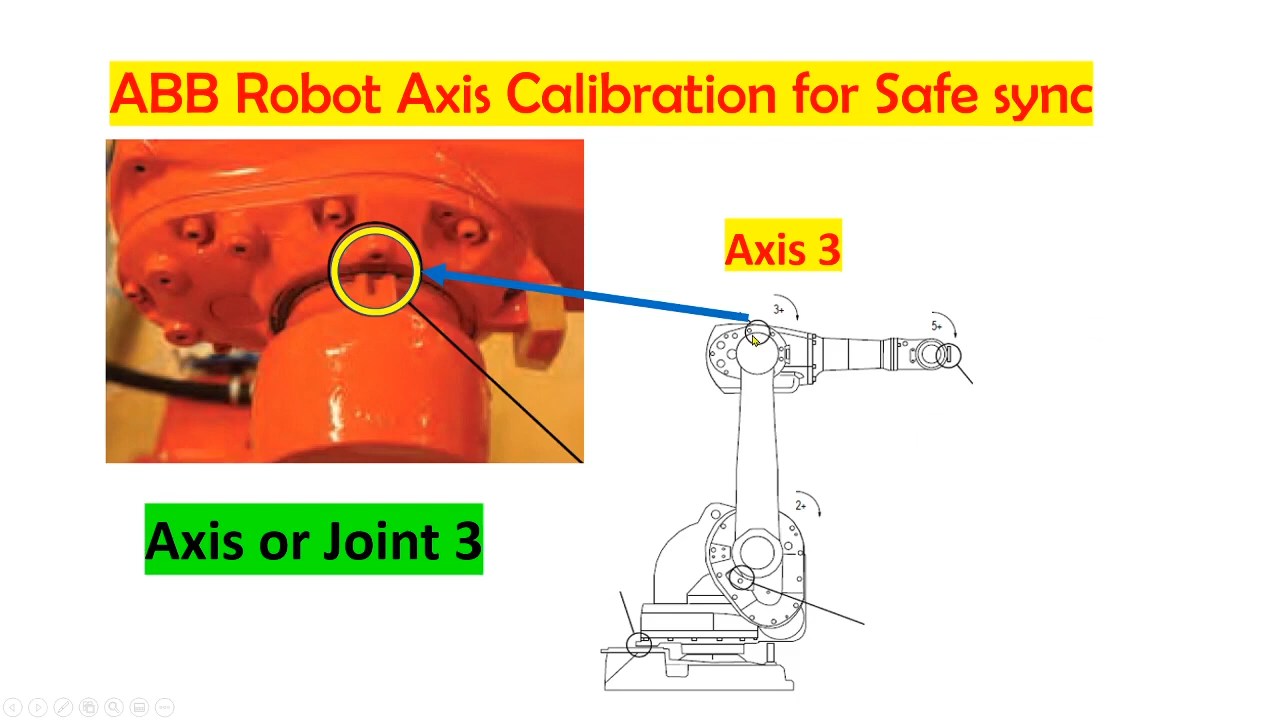 ABB Robot Axis Calibration for Safe sync
Axis 3
3+
5+
Axis or Joint 3
2+